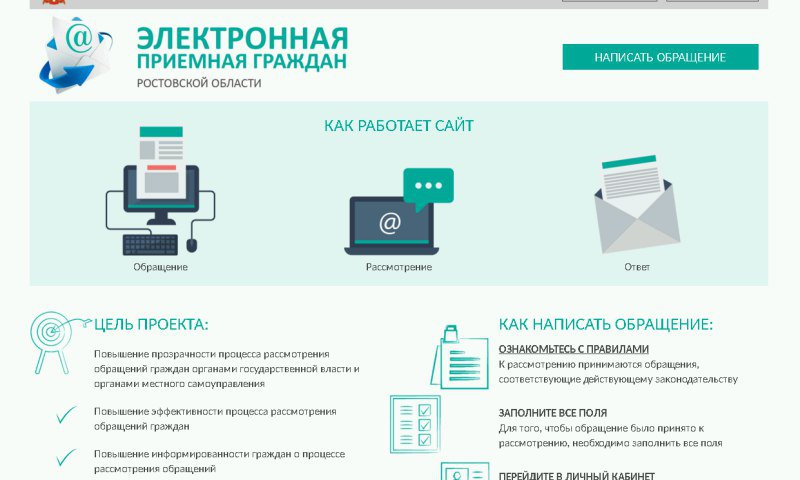 ЭЛЕКТРОННАЯ
ПРИЕМНАЯ ГРАЖДАН
РОСТОВСКОЙ ОБЛАСТИ
НАПИСАТЬ ОБРАЩЕНИЕ
КАК РАБОТАЕТ САЙТ
Обращение
Рассмотрение
Ответ
ЦЕЛЬ ПРОЕКТА:
Повышение прозрачности процесса рассмотрения
обращений граждан органами государственной власти и
органами местного самоуправления
Повышение эффективности процесса рассмотрения
обращений граждан
Повышение информированности граждан о процессе
рассмотрения обращений
КАК НАПИСАТЬ ОБРАЩЕНИЕ:
ОЗНАКОМЬТЕСЬ С ПРАВИЛАМИ
К рассмотрению принимаются обращения,
соответствующие действующему законодательству
ЗАПОЛНИТЕ ВСЕ ПОЛЯ
Для того, чтобы обращение было принято к
рассмотрению, необходимо заполнить все поля
ПЕРЕЙДИТЕ В ЛИЧНЫЙ КАБИНЕТ